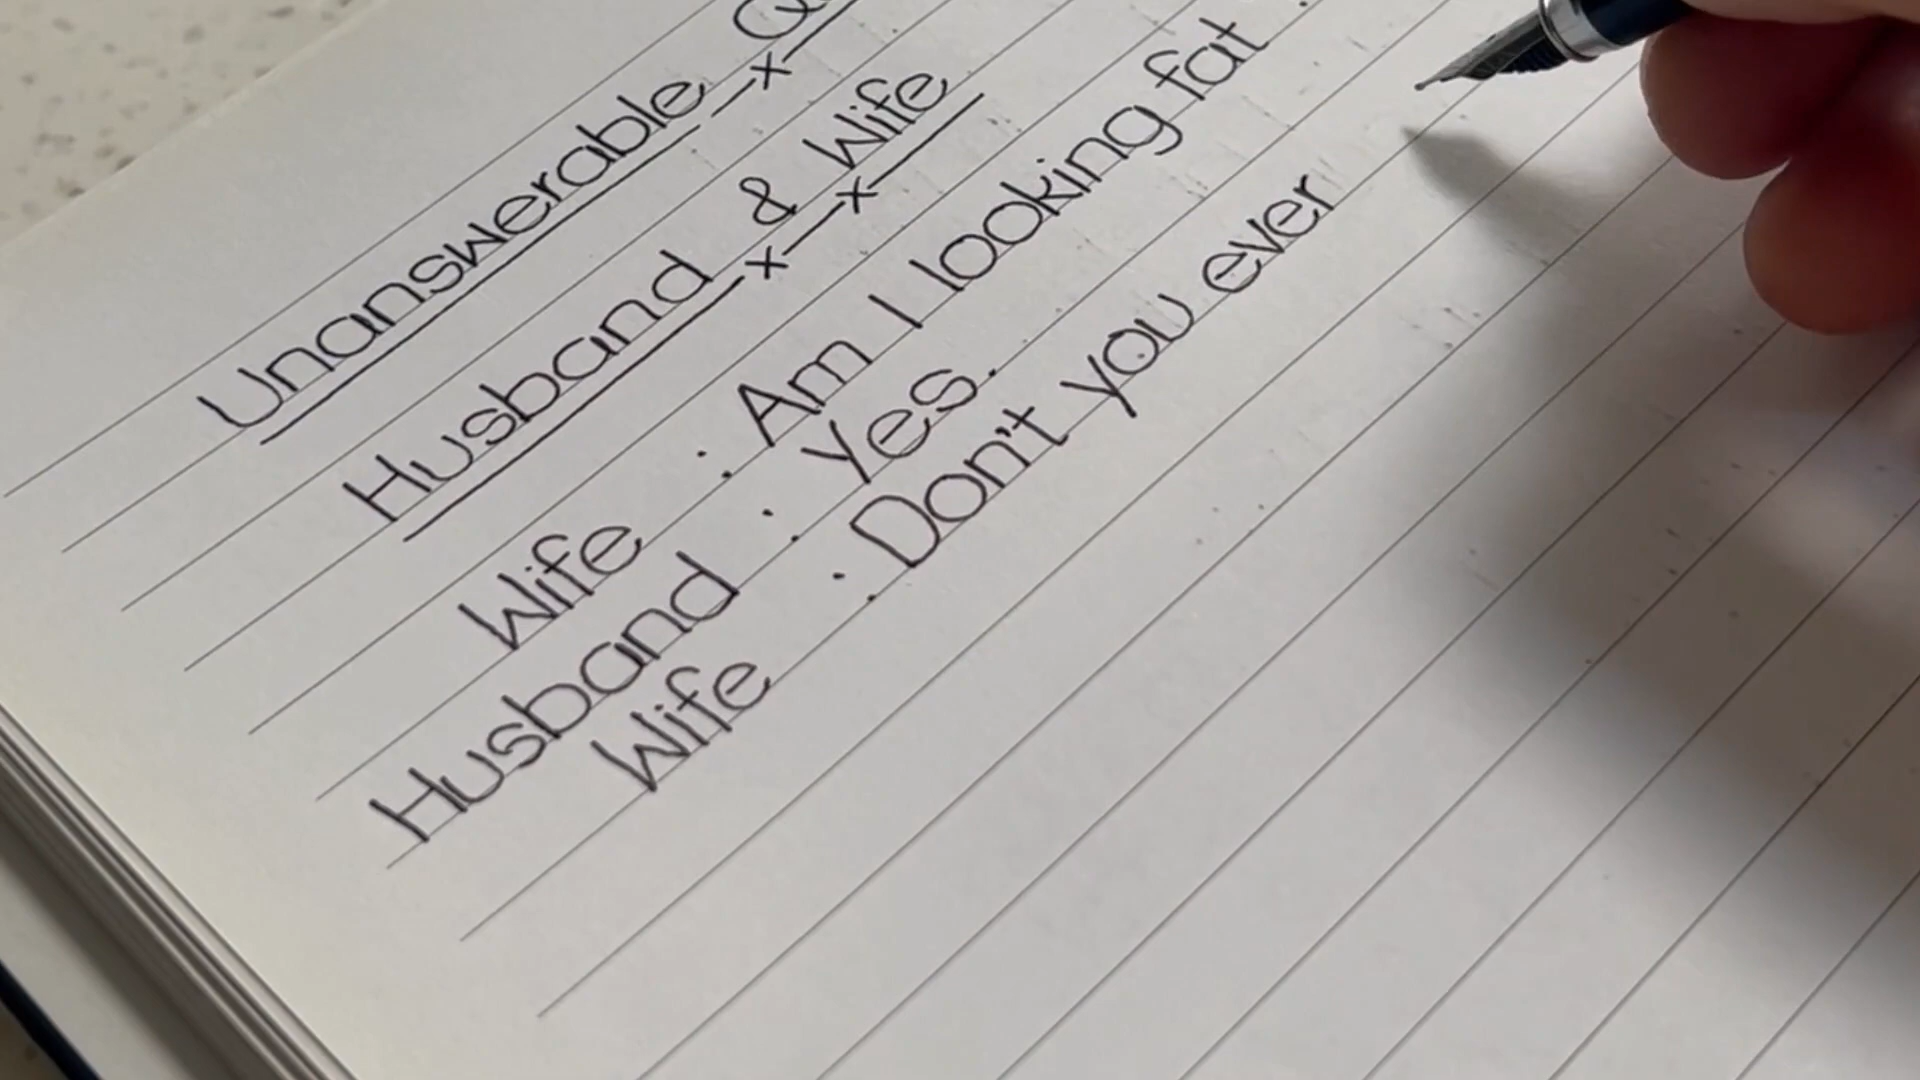 Unanswerable
Husband & Wife
Wife : Am I looking fat
Husband : Yes.
Wife : Don't you ever